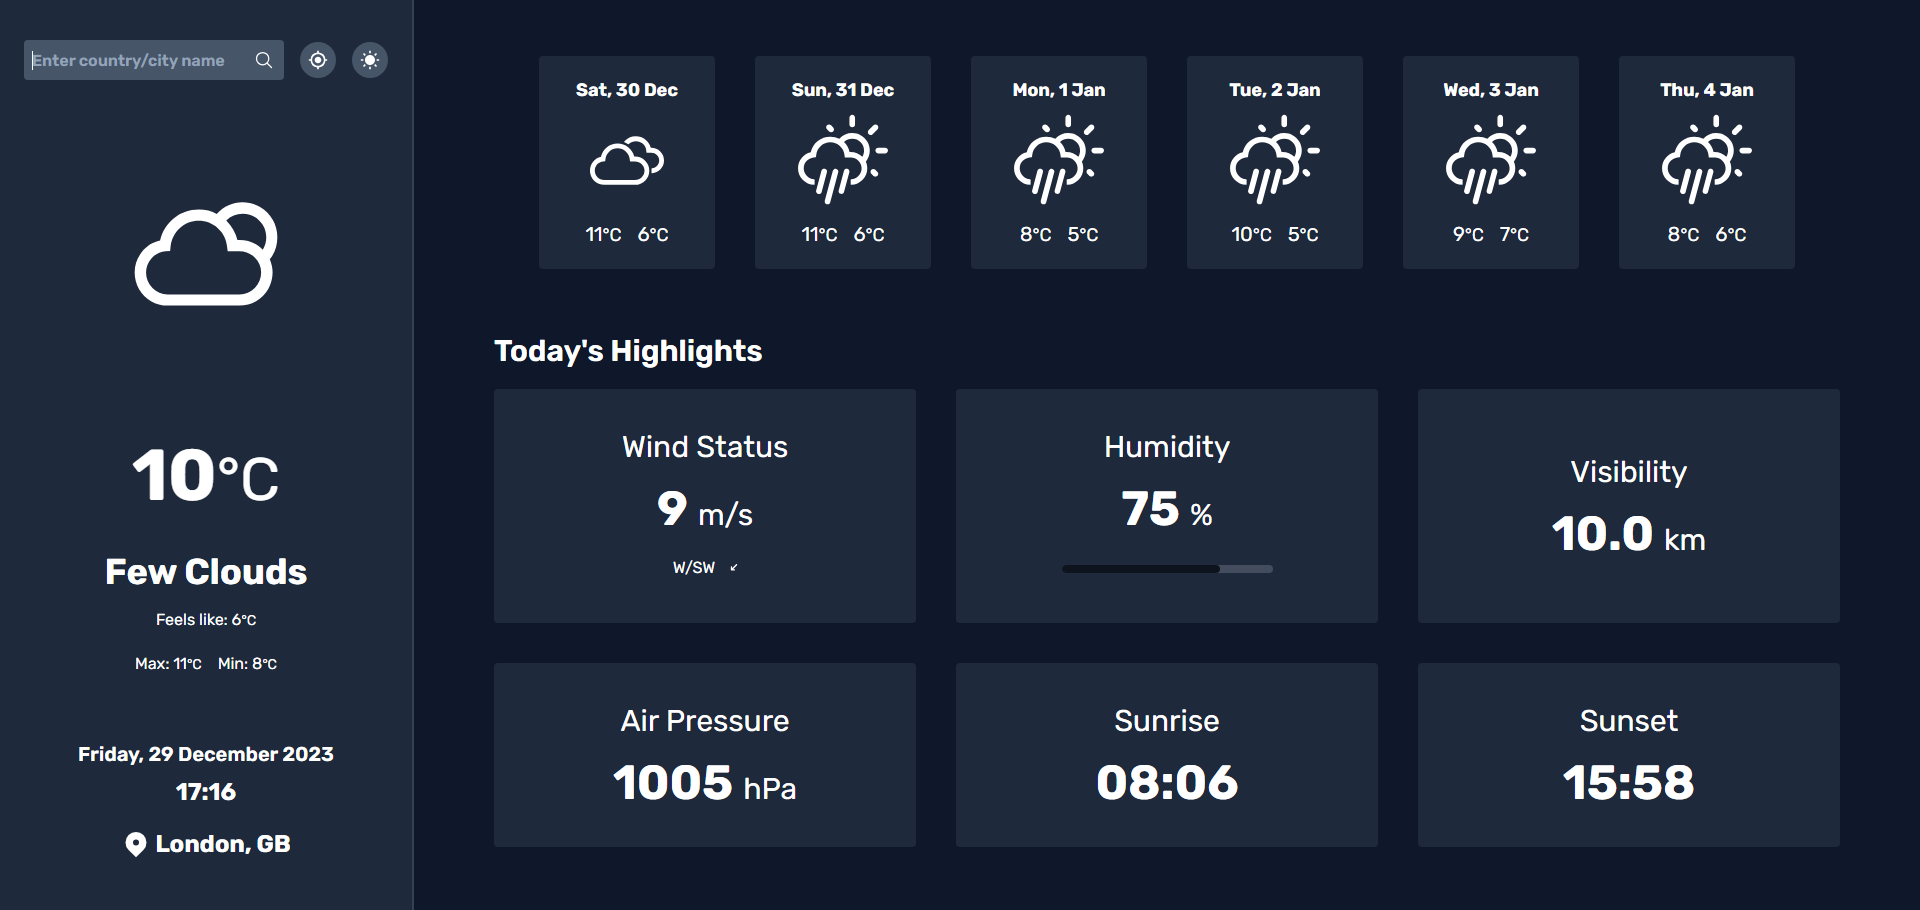 Enter country/city name
10°C
Few Clouds
Feels like: 6°C
Max: 11°C Min: 8°C
Friday, 29 December 2023
17:16
London, GB
Sat, 30 Dec
11°C 6°C
Sun, 31 Dec
11°C 6°C
Mon, 1 Jan
8°C 5°C
Tue, 2 Jan
10°C 5°C
Wed, 3 Jan
9°C 7°C
Thu, 4 Jan
8°C 6°C
Today's Highlights
Wind Status
9 m/s
W/SW
Humidity
75 %
Visibility
10.0 km
Air Pressure
1005 hPa
Sunrise
08:06
Sunset
15:58